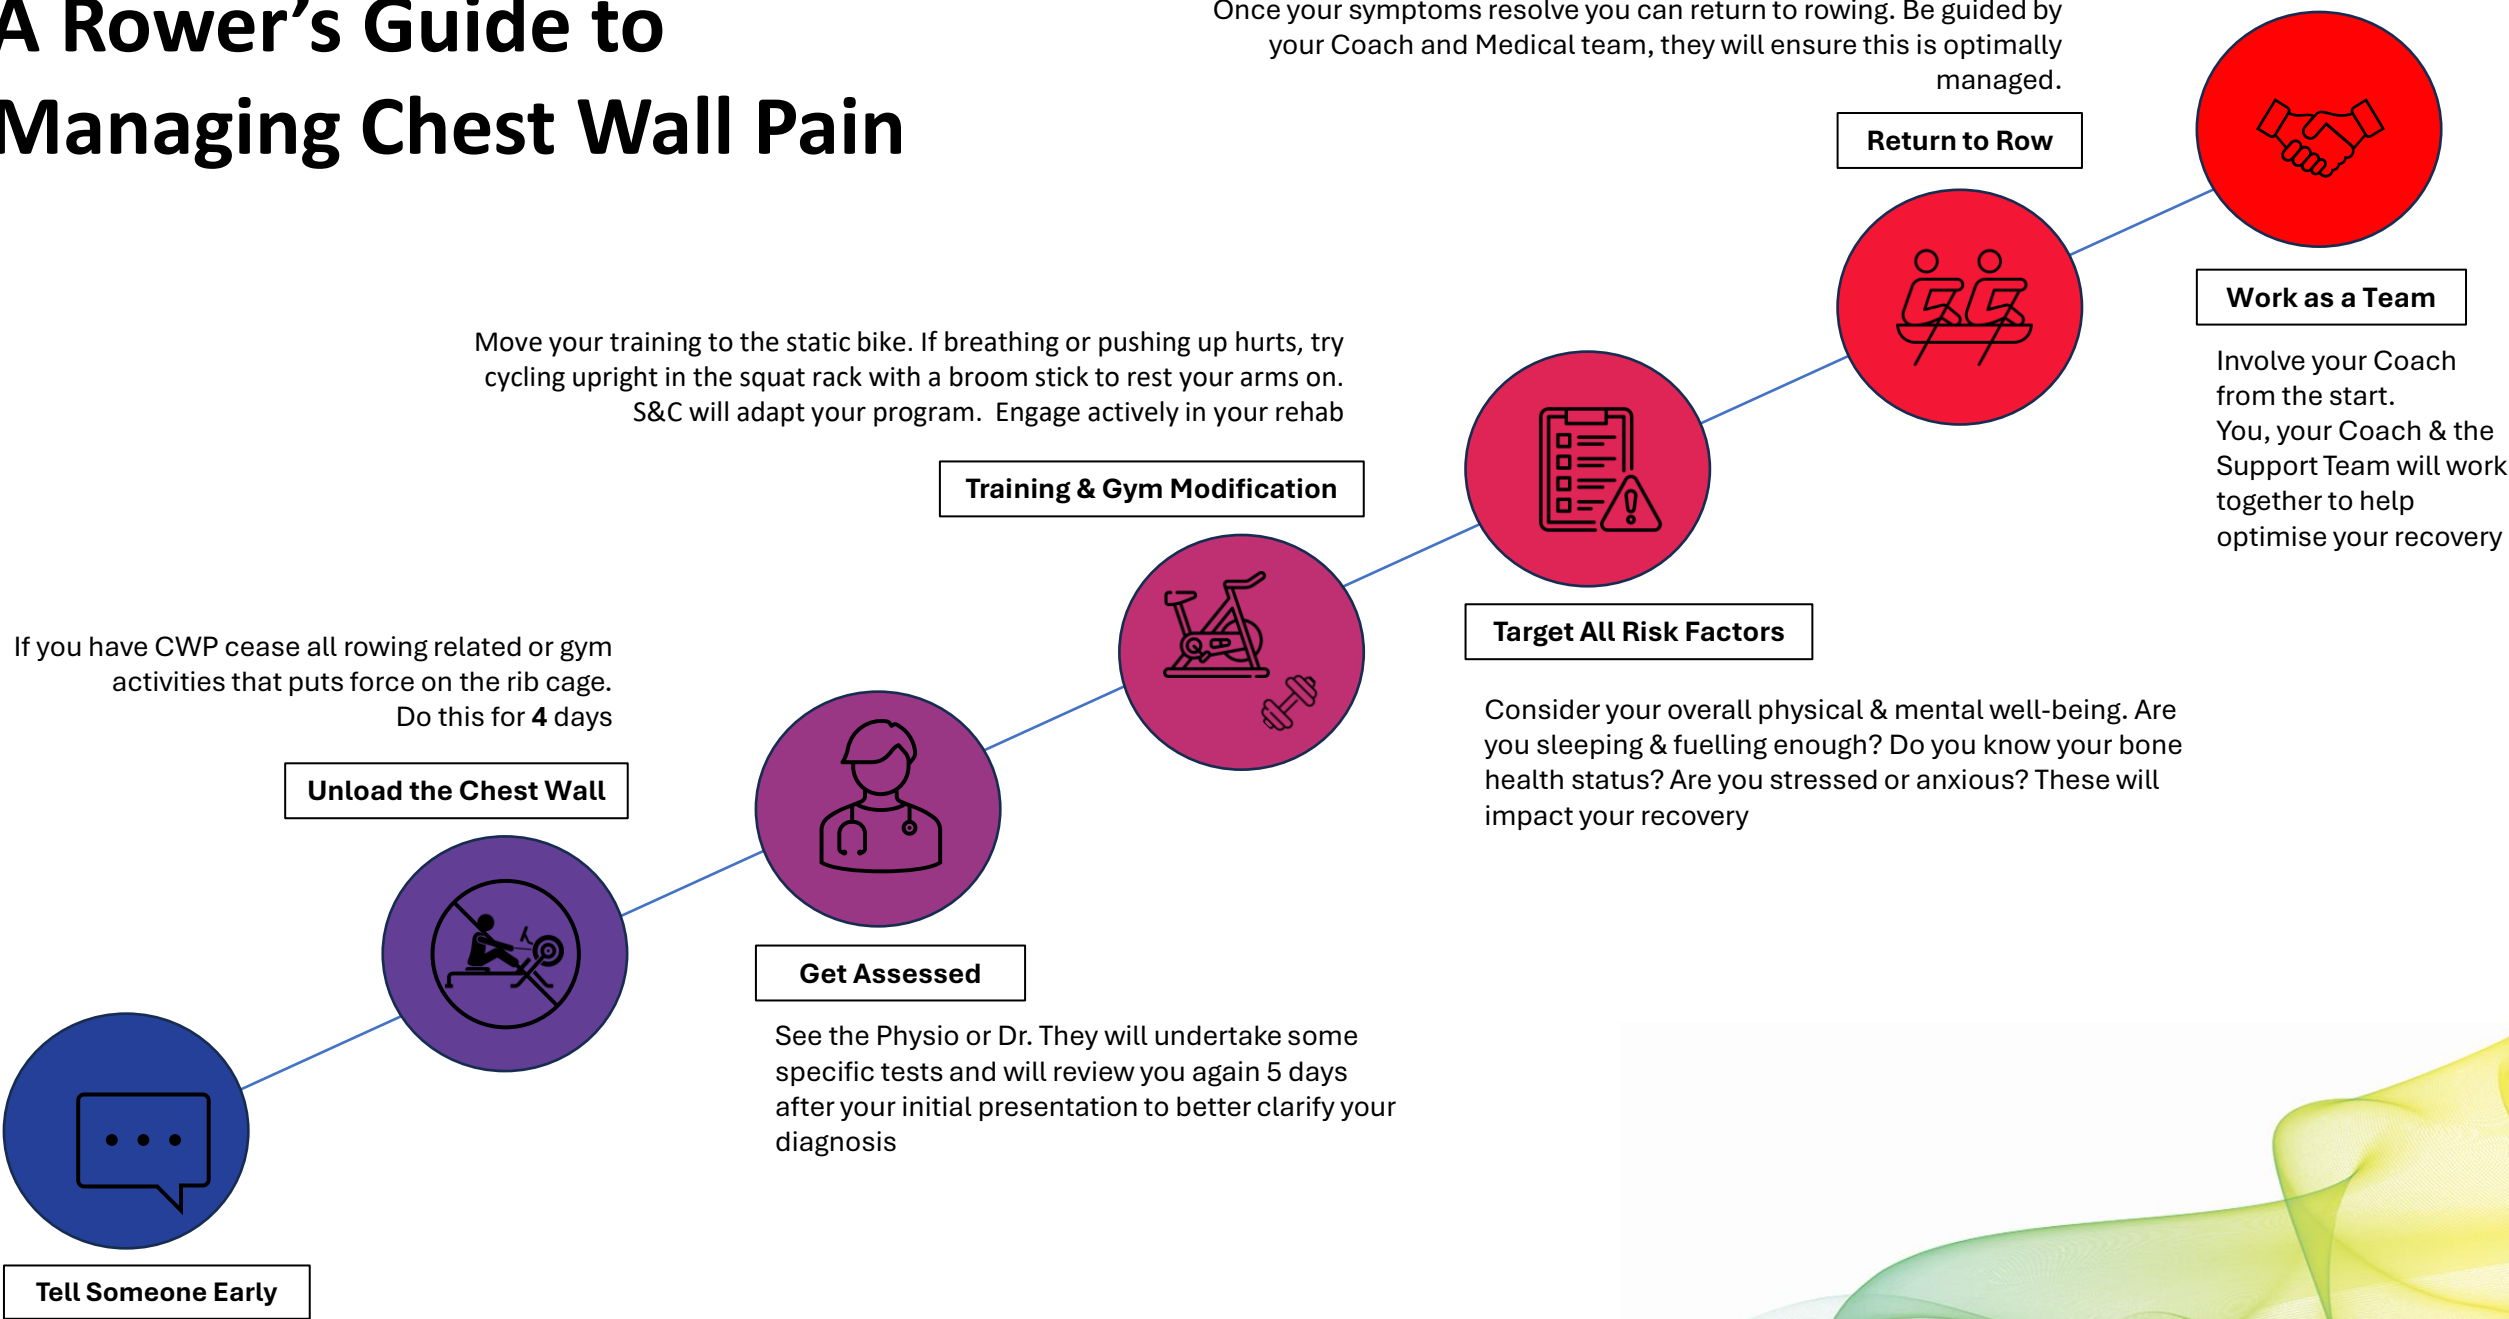 A Rower's Guide to
Managing Chest Wall Pain
Once your symptoms resolve you can return to rowing. Be guided by
your Coach and Medical team, they will ensure this is optimally
managed.
Return to Row
Work as a Team
Involve your Coach
from the start.
You, your Coach & the
Support Team will work
together to help
optimise your recovery
Move your training to the static bike. If breathing or pushing up hurts, try
cycling upright in the squat rack with a broom stick to rest your arms on.
S&C will adapt your program.  Engage actively in your rehab
Training & Gym Modification
Target All Risk Factors
Consider your overall physical & mental well-being. Are
you sleeping & fuelling enough? Do you know your bone
health status? Are you stressed or anxious? These will
impact your recovery
If you have CWP cease all rowing related or gym
activities that puts force on the rib cage.
Do this for 4 days
Unload the Chest Wall
Get Assessed
See the Physio or Dr. They will undertake some
specific tests and will review you again 5 days
after your initial presentation to better clarify your
diagnosis
Tell Someone Early